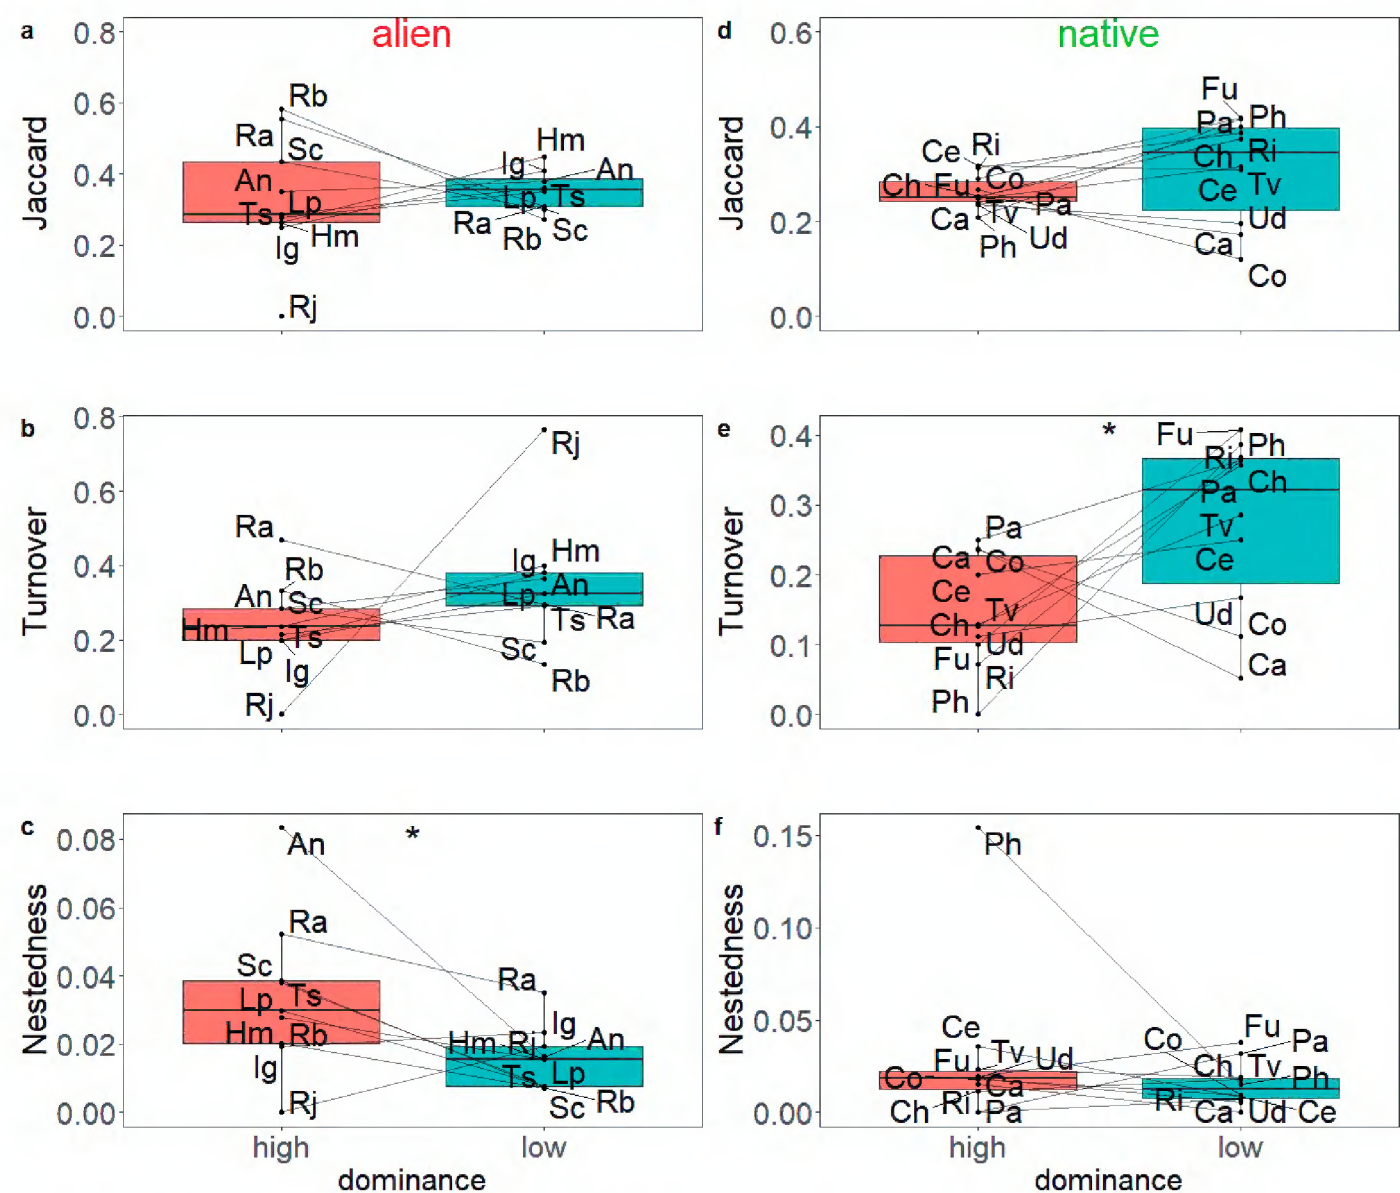 a
alien
Jaccard
0.8
0.6
0.4
0.2
0.0
Rb
Ra
Sc
An
Lp
Ts
Hm
Ig
Rj
Hm
Ig
An
Lp
Ts
Ra
Rb
Sc
d
native
Jaccard
0.6
0.4
0.2
0.0
Ce
Ri
Ch
Fu
Co
Pa
Ca
Tv
Ud
Ph
Fu
Ph
Pa
Ri
Ch
Tv
Ce
Ud
Ca
Co
b
Turnover
0.8
0.6
0.4
0.2
0.0
Ra
Rb
An
Sc
Hm
Ts
Lp
Ig
Rj
Rj
Hm
Ig
An
Lp
Ts
Ra
Sc
Rb
e
*
Turnover
0.4
0.3
0.2
0.1
0.0
Pa
Ca
Co
Ce
Tv
Ch
Ud
Fu
Ri
Ph
Fu
Ph
Ri
Ch
Pa
Tv
Ce
Ud
Co
Ca
c
*
Nestedness
0.08
0.06
0.04
0.02
0.00
An
Ra
Sc
Ts
Lp
Hm
Rb
Ig
Rj
Ra
Ig
An
Hm
Rj
Ts
Lp
Rb
Sc
high
low
dominance
f
Nestedness
0.15
0.10
0.05
0.00
Ph
Ce
Tv
Ud
Fu
Co
Ca
Ri
Ch
Pa
Fu
Co
Pa
Ch
Tv
Ph
Ri
Ca
Ud
Ce
high
low
dominance